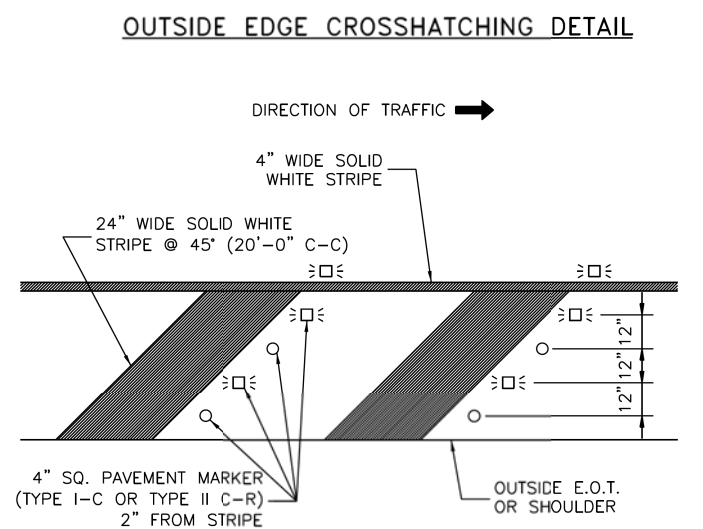 OUTSIDE EDGE CROSSHATCHING DETAIL
DIRECTION OF TRAFFIC
4" WIDE SOLID
WHITE STRIPE
24" WIDE SOLID WHITE
STRIPE @ 45° (20'-0" C-C)
12"
12"
12"
4" SQ. PAVEMENT MARKER
(TYPE I-C OR TYPE II C-R)
2" FROM STRIPE
OUTSIDE E.O.T.
OR SHOULDER